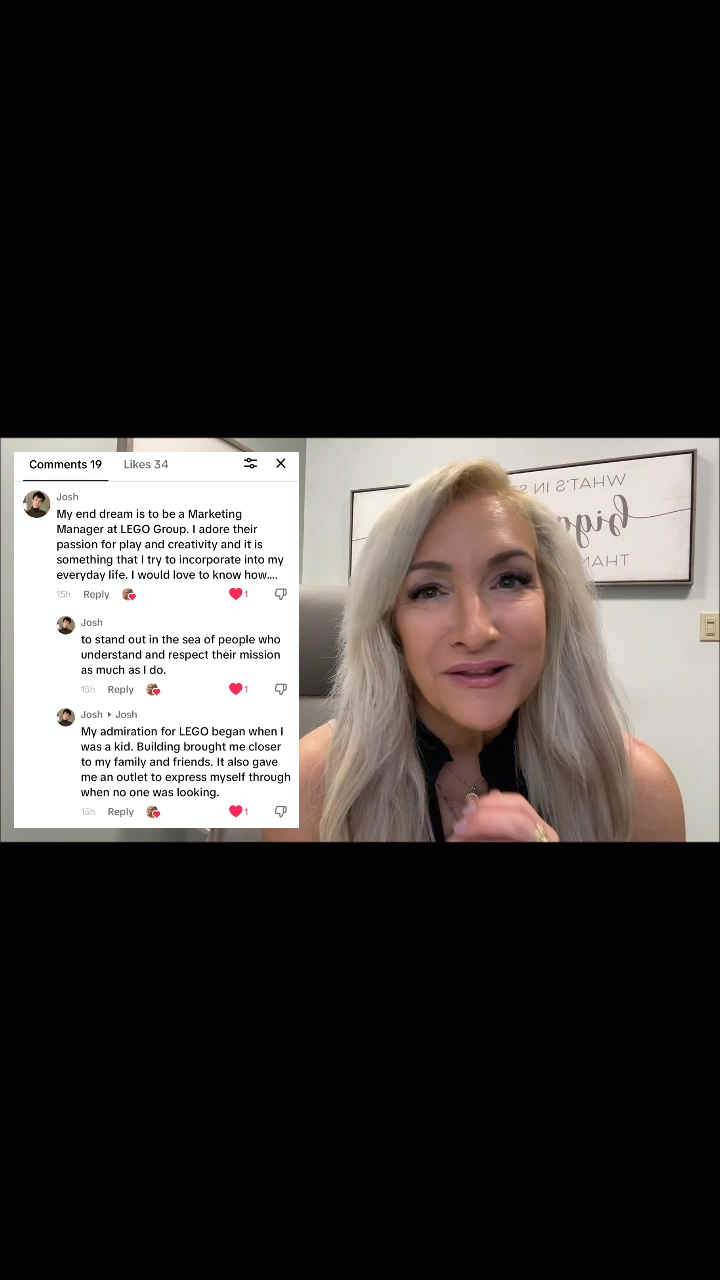 Comments 19
Likes 34
Josh
My end dream is to be a Marketing
Manager at LEGO Group. I adore their
passion for play and creativity and it is
something that I try to incorporate into my
everyday life. I would love to know how....
15h Reply 1
Josh
to stand out in the sea of people who
understand and respect their mission
as much as I do.
15h Reply 1
Josh ▸ Josh
My admiration for LEGO began when I
was a kid. Building brought me closer
to my family and friends. It also gave
me an outlet to express myself through
when no one was looking.
15h Reply 1
WHAT'S IN S
bigg
THAN